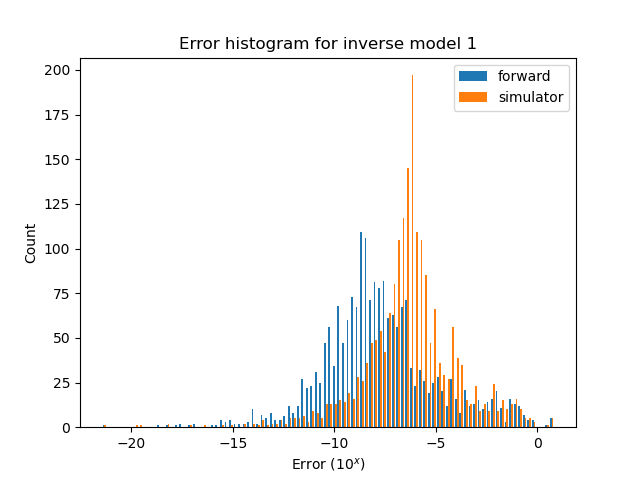 Error histogram for inverse model 1
forward
simulator
Count
200
175
150
125
100
75
50
25
0
−20
−15
−10
−5
0
Error (10^x)